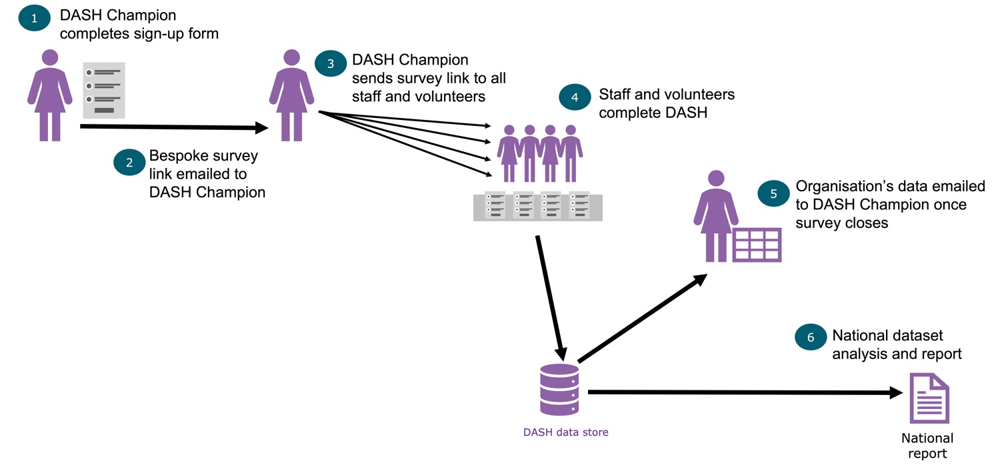 1
DASH Champion
completes sign-up form
2
Bespoke survey
link emailed to
DASH Champion
3
DASH Champion
sends survey link to all
staff and volunteers
4
Staff and volunteers
complete DASH
5
Organisation’s data emailed
to DASH Champion once
survey closes
6
National dataset
analysis and report
DASH data store
National
report